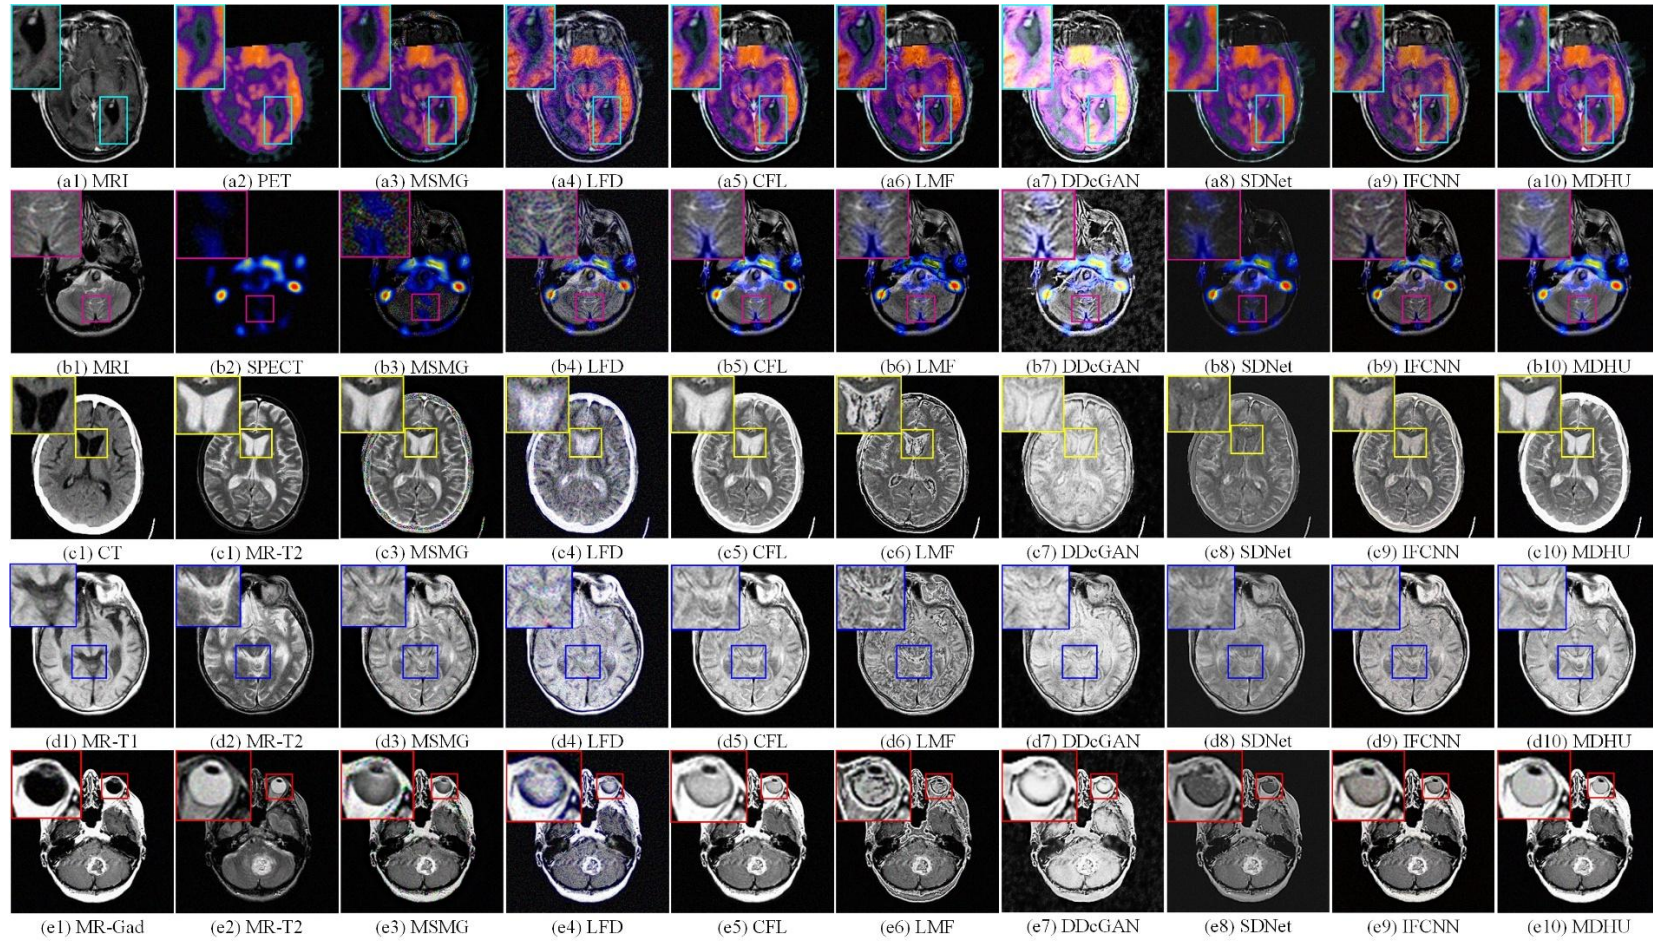 (a1) MRI (a2) PET (a3) MSMG (a4) LFD (a5) CFL (a6) LMF (a7) DDcGAN (a8) SDNet (a9) IFCNN (a10) MDHU
(b1) MRI (b2) SPECT (b3) MSMG (b4) LFD (b5) CFL (b6) LMF (b7) DDcGAN (b8) SDNet (b9) IFCNN (b10) MDHU
(c1) CT (c1) MR-T2 (c3) MSMG (c4) LFD (c5) CFL (c6) LMF (c7) DDcGAN (c8) SDNet (c9) IFCNN (c10) MDHU
(d1) MR-T1 (d2) MR-T2 (d3) MSMG (d4) LFD (d5) CFL (d6) LMF (d7) DDcGAN (d8) SDNet (d9) IFCNN (d10) MDHU
(e1) MR-Gad (e2) MR-T2 (e3) MSMG (e4) LFD (e5) CFL (e6) LMF (e7) DDcGAN (e8) SDNet (e9) IFCNN (e10) MDHU